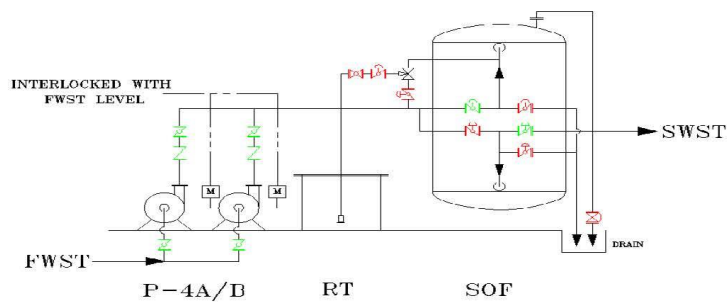 INTERLOCKED WITH
FWST LEVEL
SWST
M
M
DRAIN
FWST
P-4A/B
RT
SOF